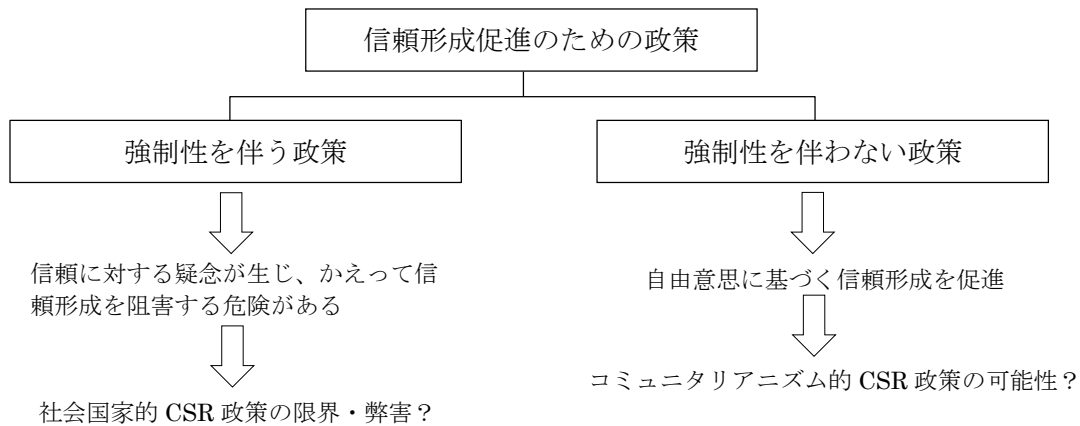 信頼形成促進のための政策
強制性を伴う政策
強制性を伴わない政策
信頼に対する疑念が生じ、かえって信
頼形成を阻害する危険がある
自由意思に基づく信頼形成を促進
社会国家的 CSR 政策の限界・弊害？
コミュニタリアニズム的 CSR 政策の可能性？